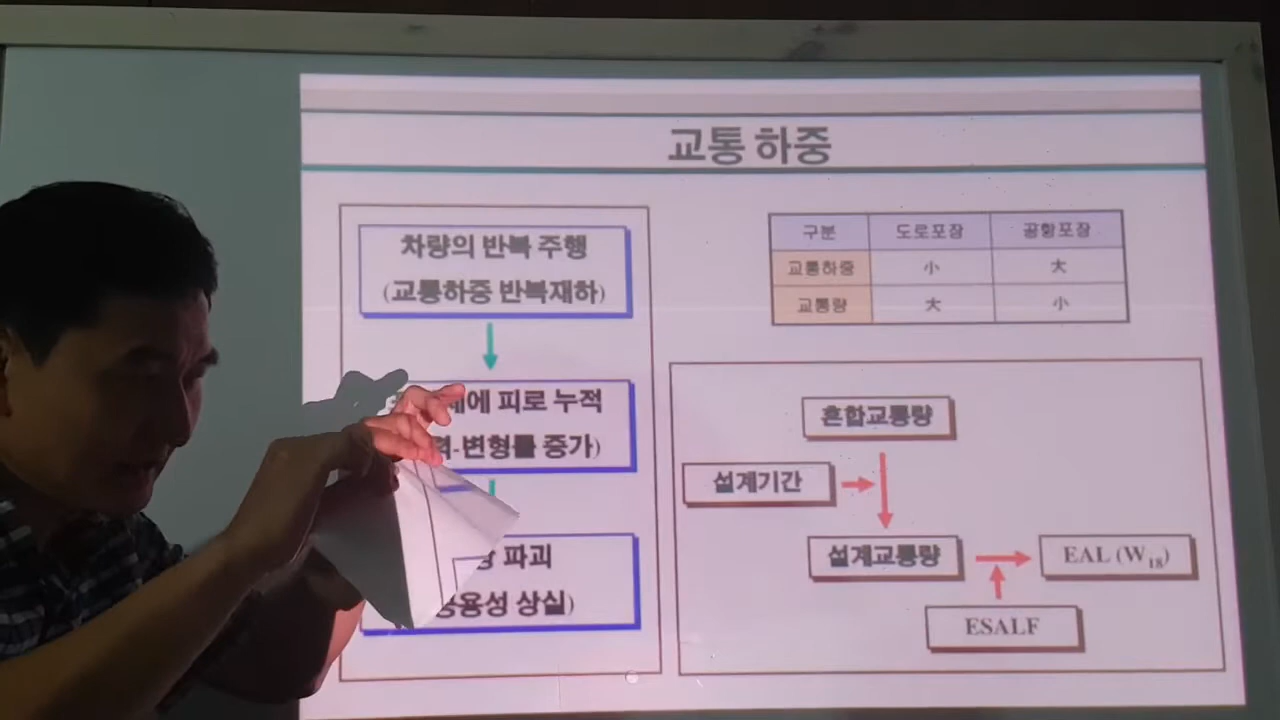 교통 하중
차량의 반복 주행
(교통하중 반복재하)
피로 누적
변형률 증가)
파괴
상실)
구분 도로포장 공항포장
교통하중 小 大
교통량 大 小
혼합교통량
설계기간
설계교통량
EAL (W18)
ESALF